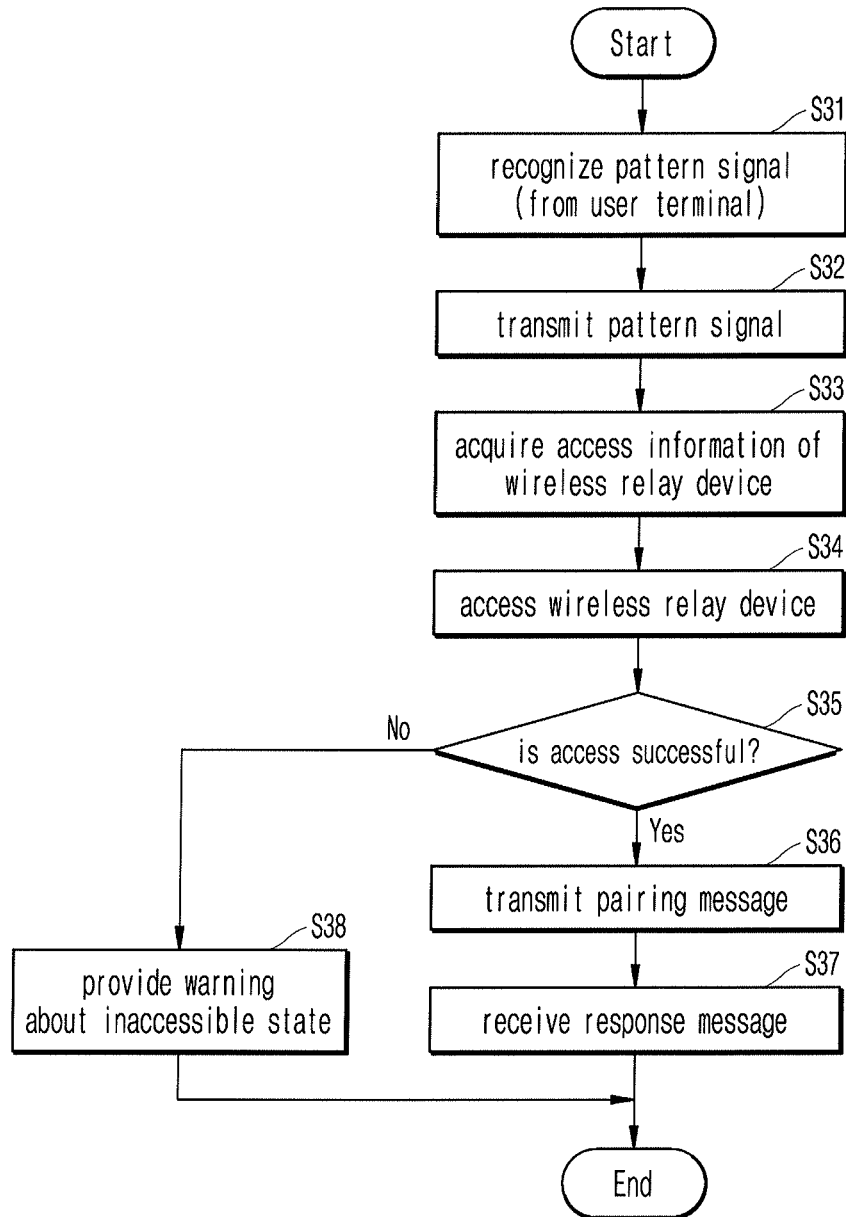 Start
S31
recognize pattern signal
(from user terminal)
S32
transmit pattern signal
S33
acquire access information of
wireless relay device
S34
access wireless relay device
S35
No
is access successful?
Yes
S36
transmit pairing message
S38
provide warning
about inaccessible state
S37
receive response message
End